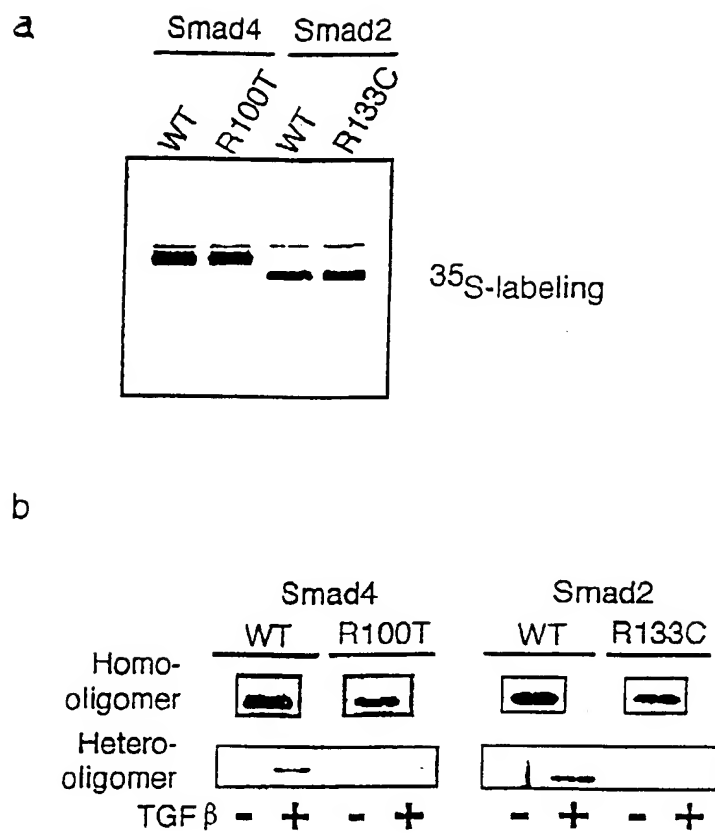 a
Smad4 Smad2
WT R100T WT R133C
35S-labeling
b
Smad4 Smad2
WT R100T WT R133C
Homo-
oligomer
Hetero-
oligomer
TGFβ - + - + - + - +